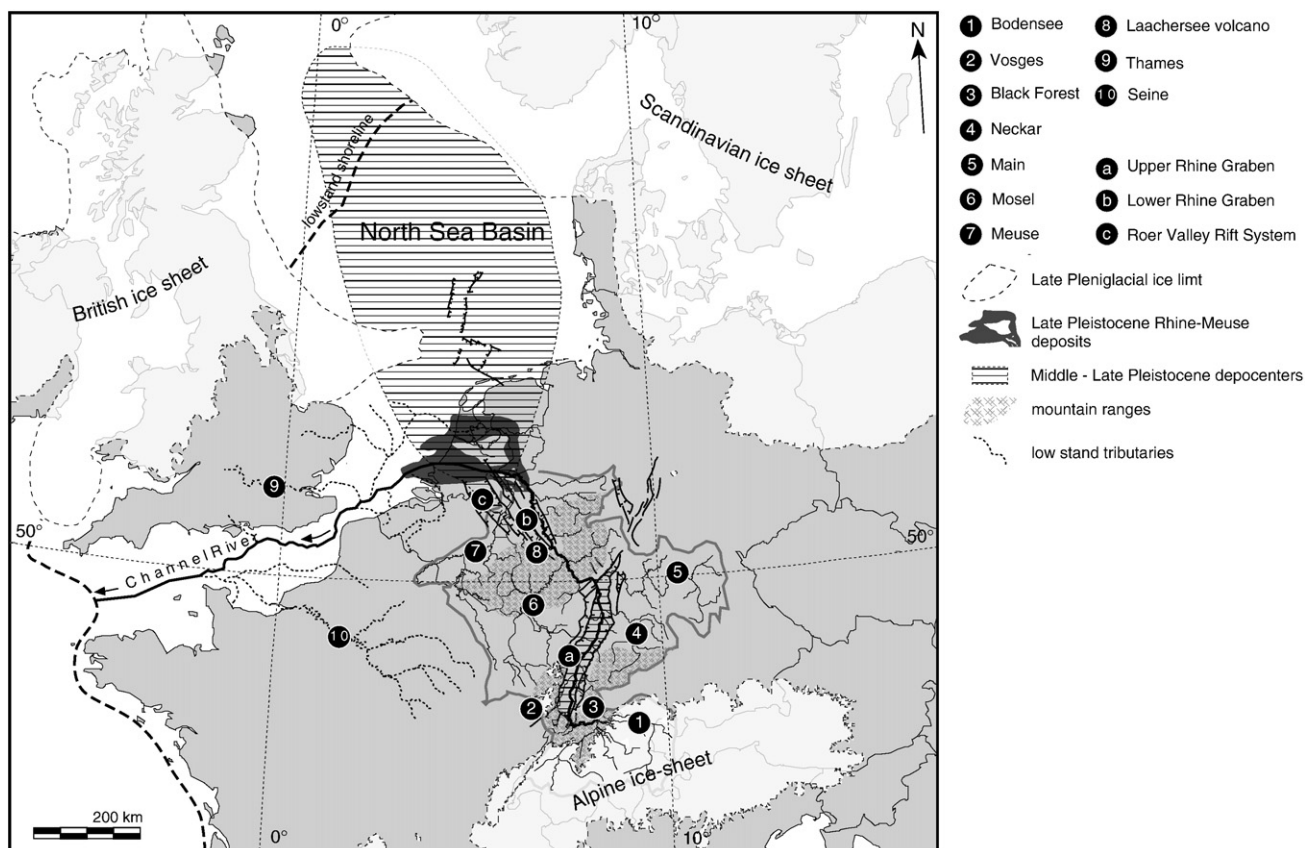 0°
10°
N
Scandinavian ice sheet
lowstand shoreline
North Sea Basin
British ice sheet
9
c
b
50°
50°
7
8
5
Channel River
6
10
4
a
2
3
1
Alpine ice-sheet
200 km
0°
10°
1 Bodensee
2 Vosges
3 Black Forest
4 Neckar
5 Main
6 Mosel
7 Meuse
8 Laachersee volcano
9 Thames
10 Seine
a Upper Rhine Graben
b Lower Rhine Graben
c Roer Valley Rift System
Late Pleniglacial ice limt
Late Pleistocene Rhine-Meuse
deposits
Middle - Late Pleistocene depocenters
mountain ranges
low stand tributaries